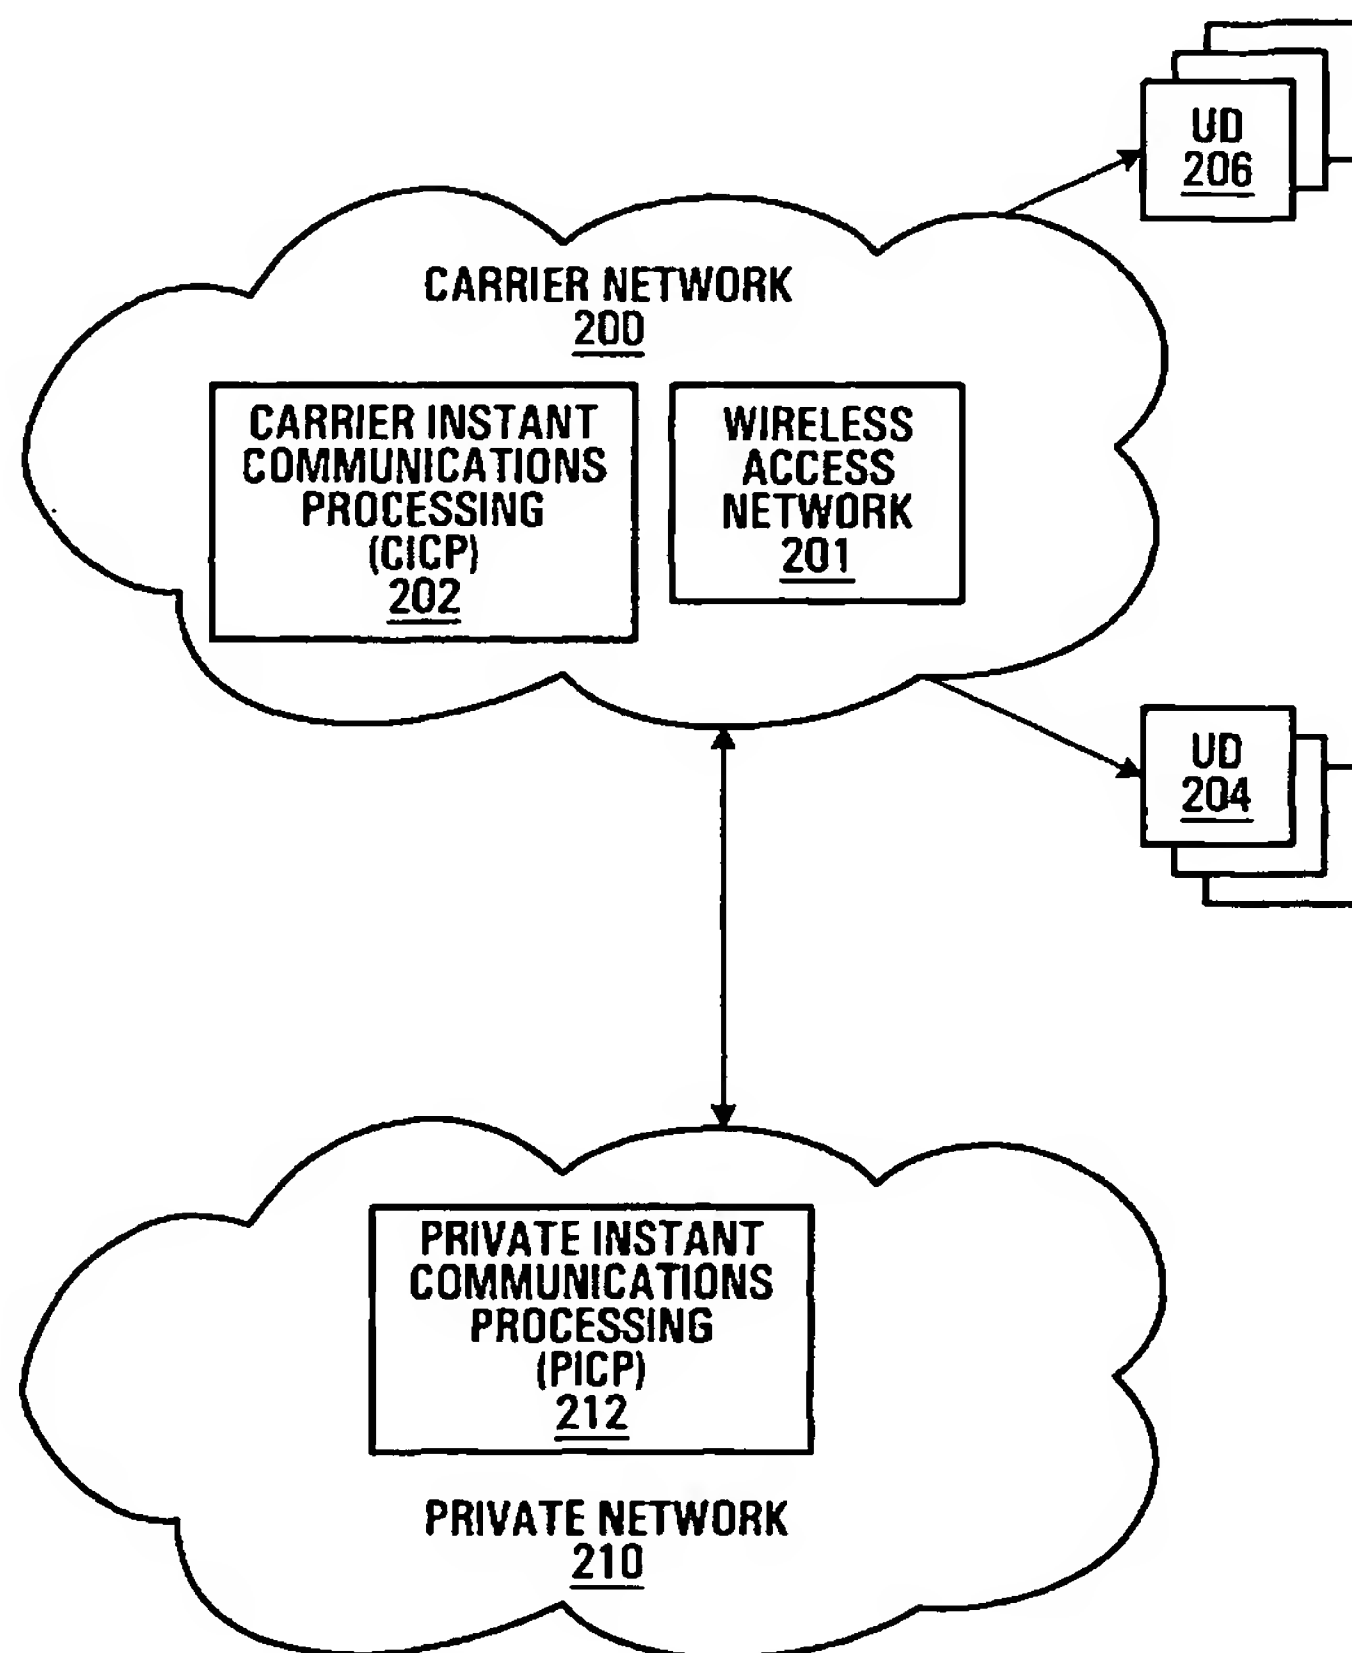 UD
206
CARRIER NETWORK
200
CARRIER INSTANT
COMMUNICATIONS
PROCESSING
(CICP)
202
WIRELESS
ACCESS
NETWORK
201
UD
204
PRIVATE INSTANT
COMMUNICATIONS
PROCESSING
(PICP)
212
PRIVATE NETWORK
210